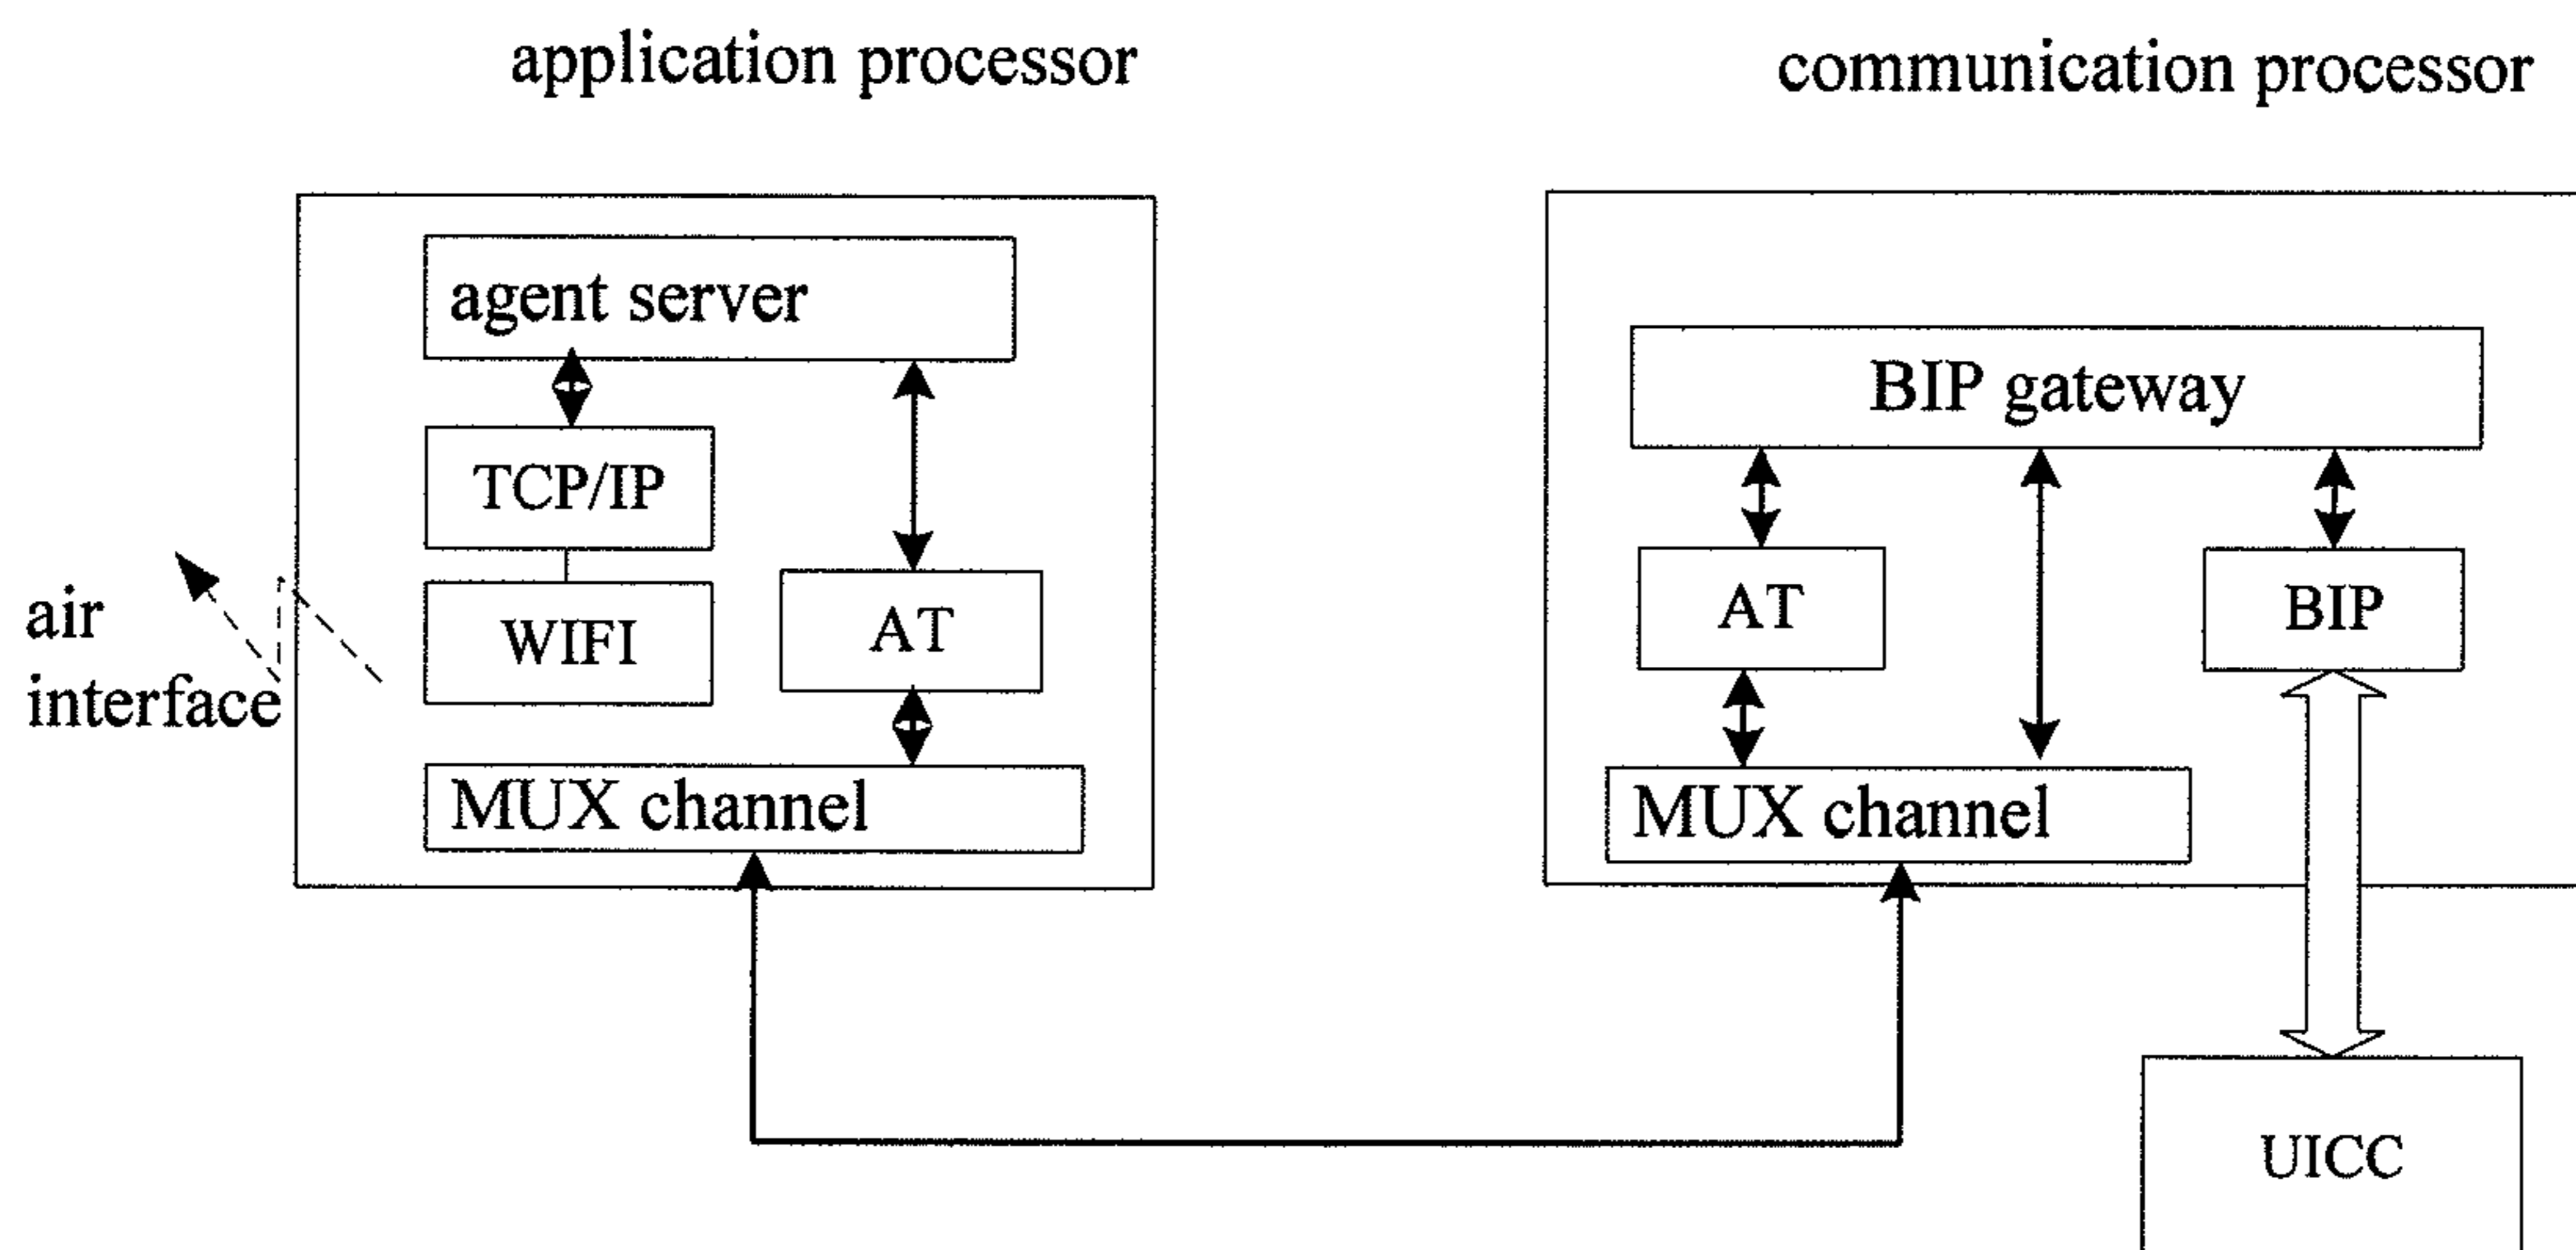 application processor
communication processor
agent server
TCP/IP
WIFI
AT
MUX channel
air
interface
BIP gateway
AT
BIP
MUX channel
UICC